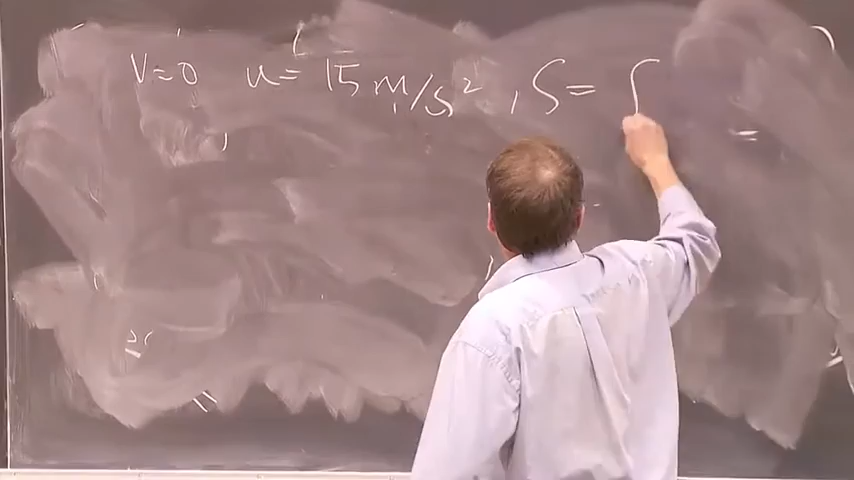 V=0 u= 15 m/s² , S=